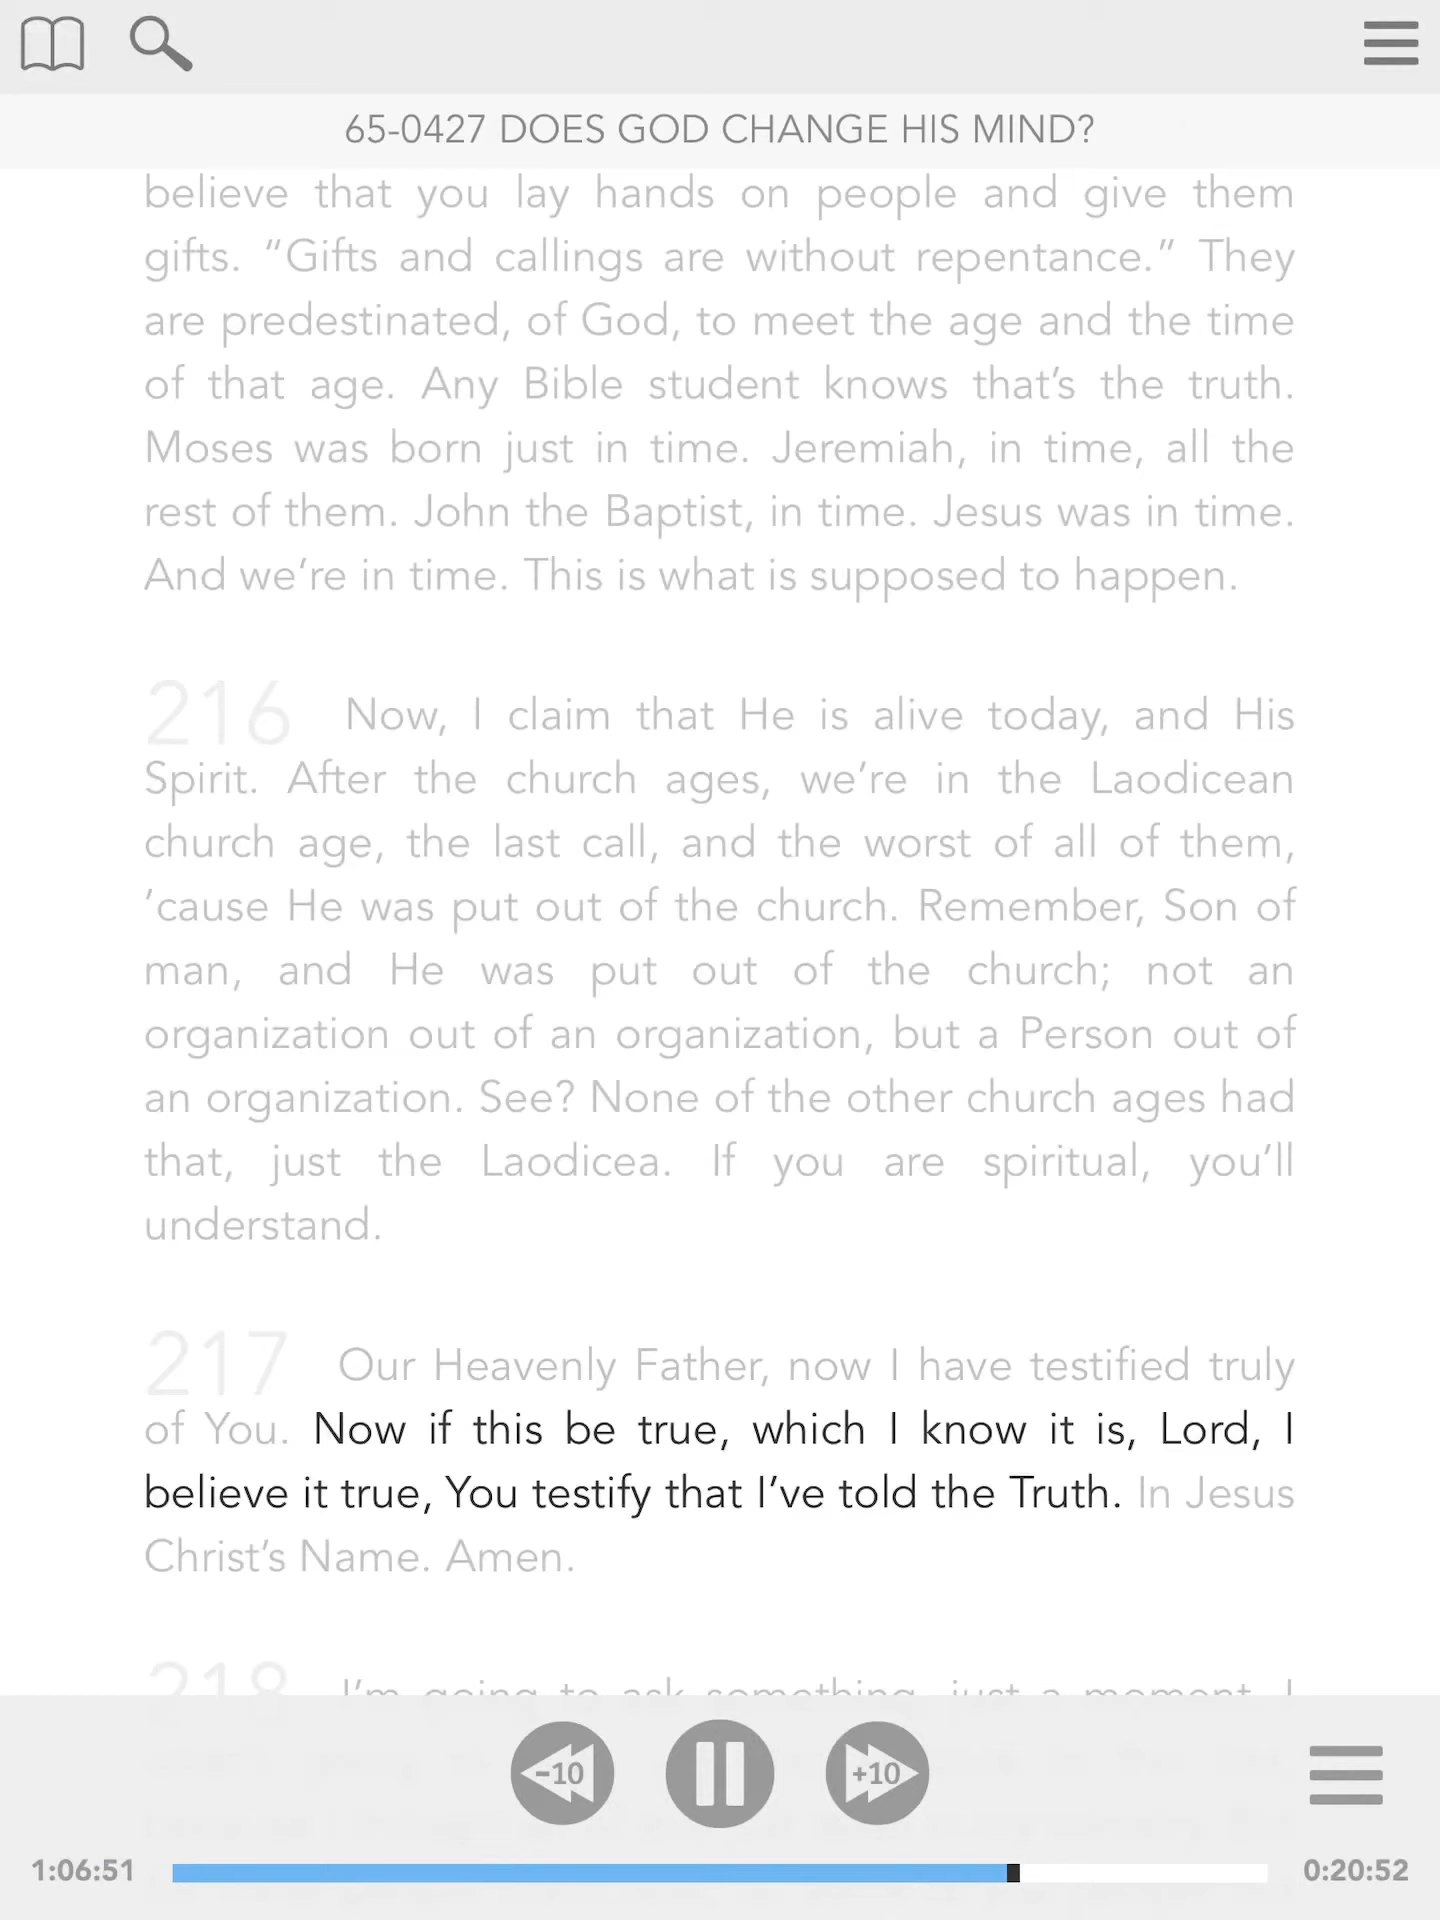 65-0427 DOES GOD CHANGE HIS MIND?
believe that you lay hands on people and give them
gifts. “Gifts and callings are without repentance.” They
are predestinated, of God, to meet the age and the time
of that age. Any Bible student knows that’s the truth.
Moses was born just in time. Jeremiah, in time, all the
rest of them. John the Baptist, in time. Jesus was in time.
And we’re in time. This is what is supposed to happen.
216 Now, I claim that He is alive today, and His
Spirit. After the church ages, we’re in the Laodicean
church age, the last call, and the worst of all of them,
’cause He was put out of the church. Remember, Son of
man, and He was put out of the church; not an
organization out of an organization, but a Person out of
an organization. See? None of the other church ages had
that, just the Laodicea. If you are spiritual, you’ll
understand.
217 Our Heavenly Father, now I have testified truly
of You. Now if this be true, which I know it is, Lord, I
believe it true, You testify that I’ve told the Truth. In Jesus
Christ’s Name. Amen.
218 I’m going to ask something, just a moment. I
-10 +10
1:06:51 0:20:52